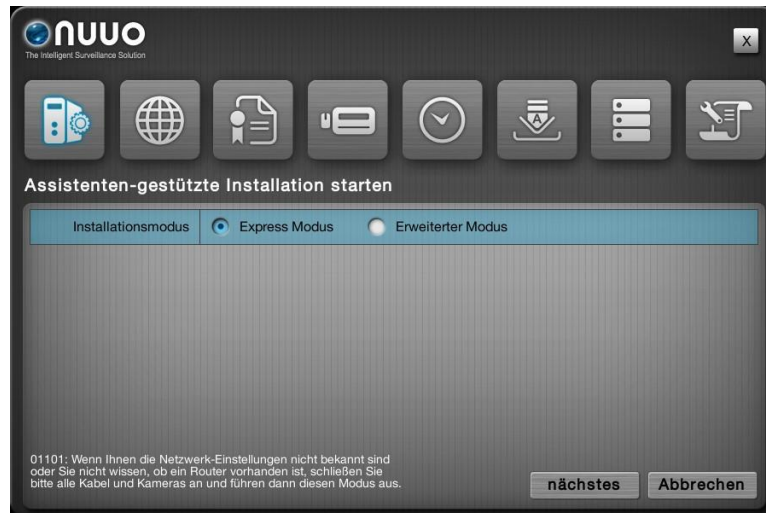 nuuo
The Intelligent Surveillance Solution
X
A
Assistenten-gestützte Installation starten
Installationsmodus Express Modus Erweiterter Modus
01101: Wenn Ihnen die Netzwerk-Einstellungen nicht bekannt sind
oder Sie nicht wissen, ob ein Router vorhanden ist, schließen Sie
bitte alle Kabel und Kameras an und führen dann diesen Modus aus.
nächstes Abbrechen